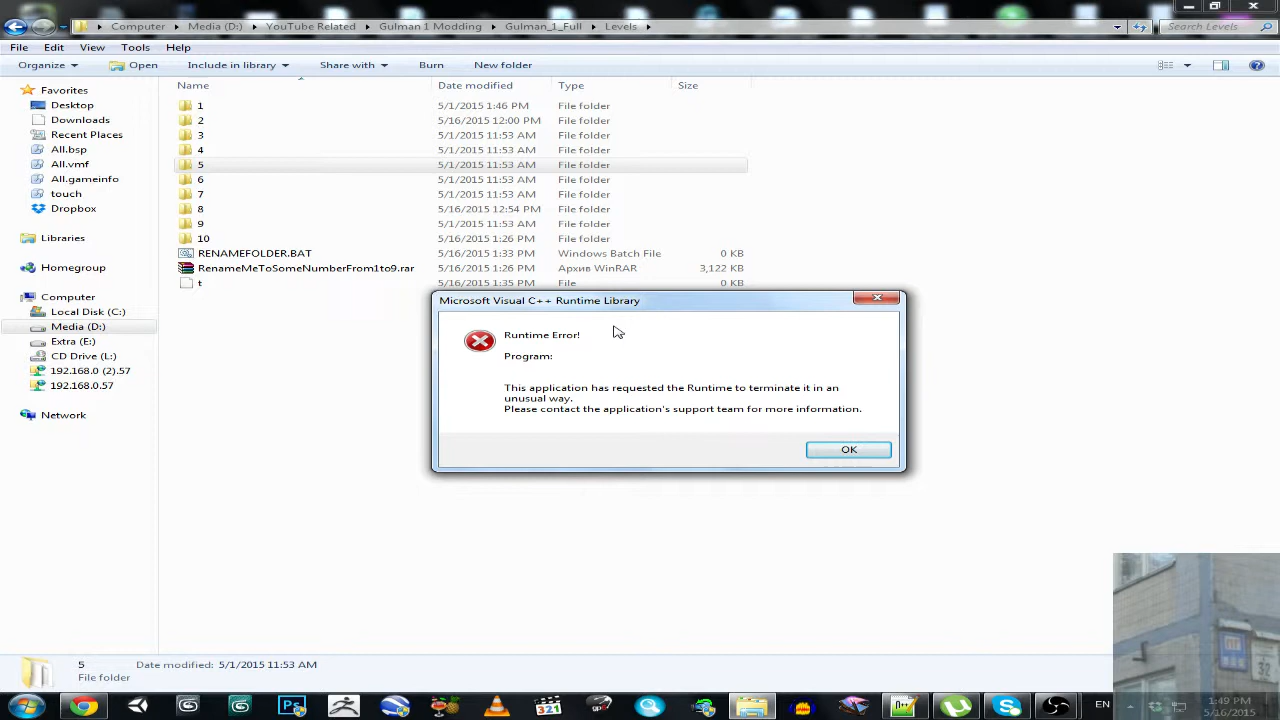 Computer ▸ Media (D:) ▸ YouTube Related ▸ Gulman 1 Modding ▸ Gulman_1_Full ▸ Levels ▸
Search Levels
File Edit View Tools Help
Organize Open Include in library Share with Burn New folder
Name Date modified Type Size
Favorites
Desktop
Downloads
Recent Places
All.bsp
All.vmf
All.gameinfo
touch
Dropbox
Libraries
Homegroup
Computer
Local Disk (C:)
Media (D:)
Extra (E:)
CD Drive (L:)
192.168.0 (2).57
192.168.0.57
Network
1 5/1/2015 1:46 PM File folder
2 5/16/2015 12:00 PM File folder
3 5/1/2015 11:53 AM File folder
4 5/1/2015 11:53 AM File folder
5 5/1/2015 11:53 AM File folder
6 5/1/2015 11:53 AM File folder
7 5/1/2015 11:53 AM File folder
8 5/16/2015 12:54 PM File folder
9 5/1/2015 11:53 AM File folder
10 5/16/2015 1:26 PM File folder
RENAMEFOLDER.BAT 5/16/2015 1:33 PM Windows Batch File 0 KB
RenameMeToSomeNumberFrom1to9.rar 5/16/2015 1:26 PM Архив WinRAR 3,122 KB
t 5/16/2015 1:35 PM File 0 KB
Microsoft Visual C++ Runtime Library
Runtime Error!
Program:
This application has requested the Runtime to terminate it in an
unusual way.
Please contact the application's support team for more information.
OK
5 Date modified: 5/1/2015 11:53 AM
File folder
321
EN
1:49 PM
5/16/2015
32